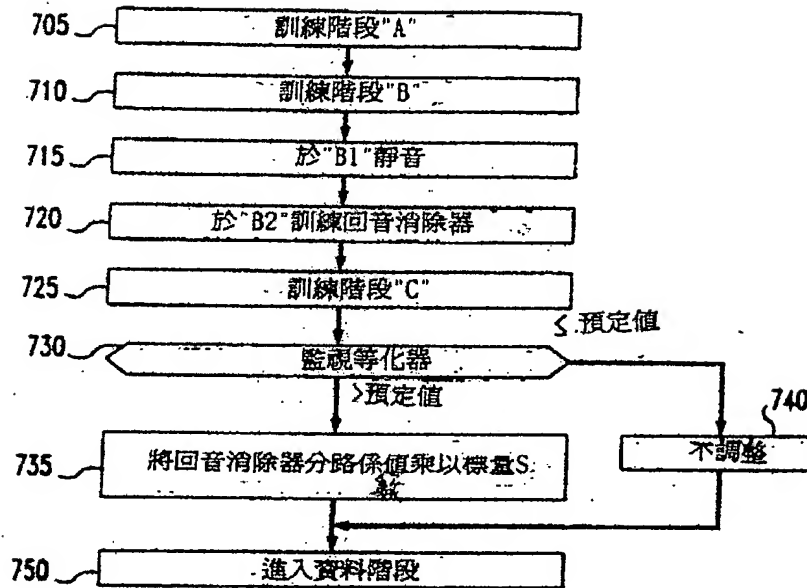 705
訓練階段"A"
710
訓練階段"B"
715
於"B1"靜音
720
於"B2"訓練回音消除器
725
訓練階段"C"
≤ 預定值
730
監視等化器
>預定值
740
不調整
735
將回音消除器分路係值乘以標量S
數
750
進入資料階段